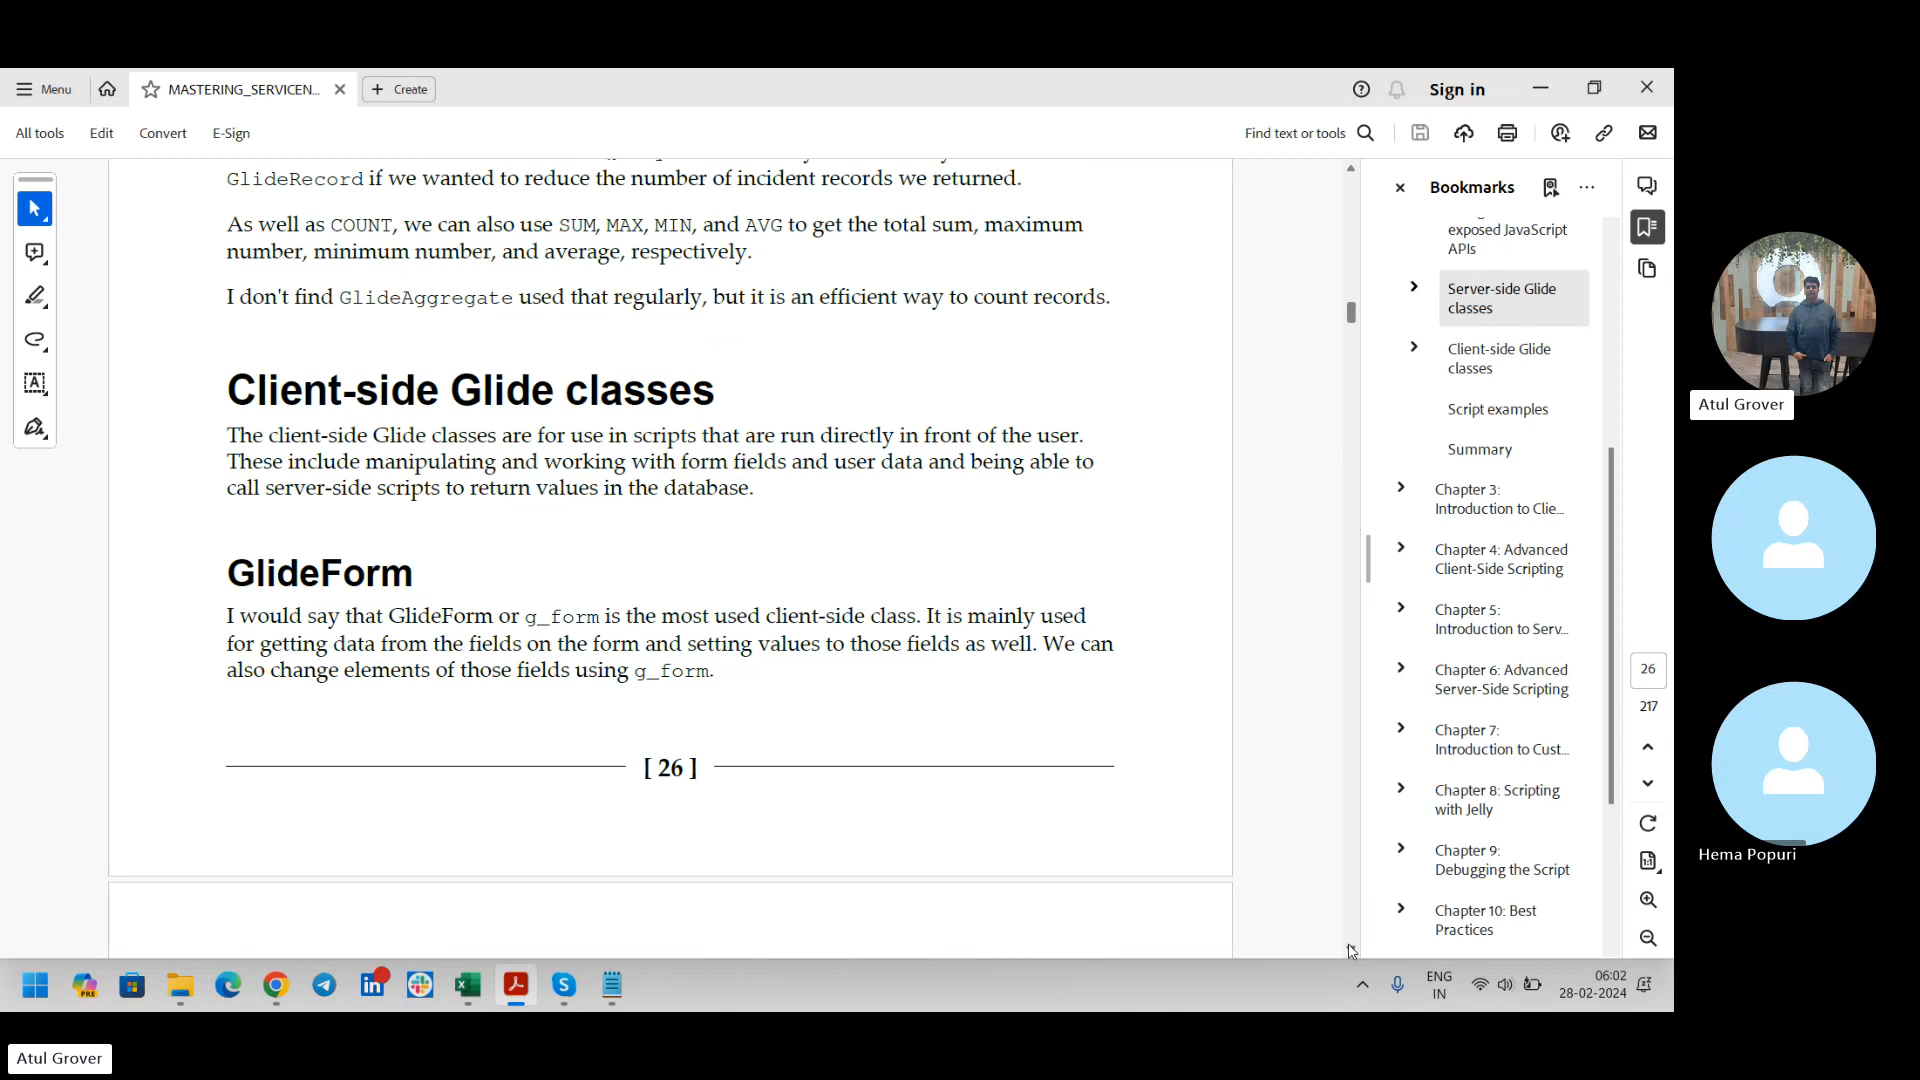 Menu
MASTERING_SERVICEN...
Create
Sign in
All tools
Edit
Convert
E-Sign
Find text or tools
GlideRecord if we wanted to reduce the number of incident records we returned.
As well as COUNT, we can also use SUM, MAX, MIN, and AVG to get the total sum, maximum
number, minimum number, and average, respectively.
I don't find GlideAggregate used that regularly, but it is an efficient way to count records.
Client-side Glide classes
The client-side Glide classes are for use in scripts that are run directly in front of the user.
These include manipulating and working with form fields and user data and being able to
call server-side scripts to return values in the database.
GlideForm
I would say that GlideForm or g_form is the most used client-side class. It is mainly used
for getting data from the fields on the form and setting values to those fields as well. We can
also change elements of those fields using g_form.
[ 26 ]
Bookmarks
exposed JavaScript
APIs
Server-side Glide
classes
Client-side Glide
classes
Script examples
Summary
Chapter 3:
Introduction to Clie...
Chapter 4: Advanced
Client-Side Scripting
Chapter 5:
Introduction to Serv...
Chapter 6: Advanced
Server-Side Scripting
Chapter 7:
Introduction to Cust...
Chapter 8: Scripting
with Jelly
Chapter 9:
Debugging the Script
Chapter 10: Best
Practices
26
217
1:1
PRE
ENG
IN
06:02
28-02-2024
Atul Grover
Hema Popuri
Atul Grover